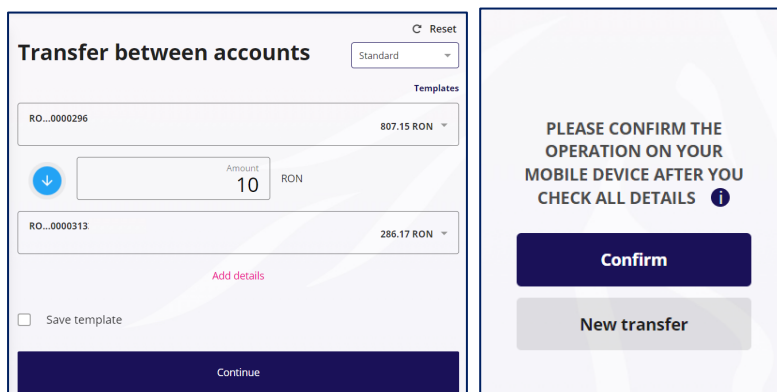 Reset
Transfer between accounts
Standard
Templates
RO...0000296
807.15 RON
Amount
10
RON
RO...0000313
286.17 RON
Add details
Save template
Continue
PLEASE CONFIRM THE
OPERATION ON YOUR
MOBILE DEVICE AFTER YOU
CHECK ALL DETAILS i
Confirm
New transfer